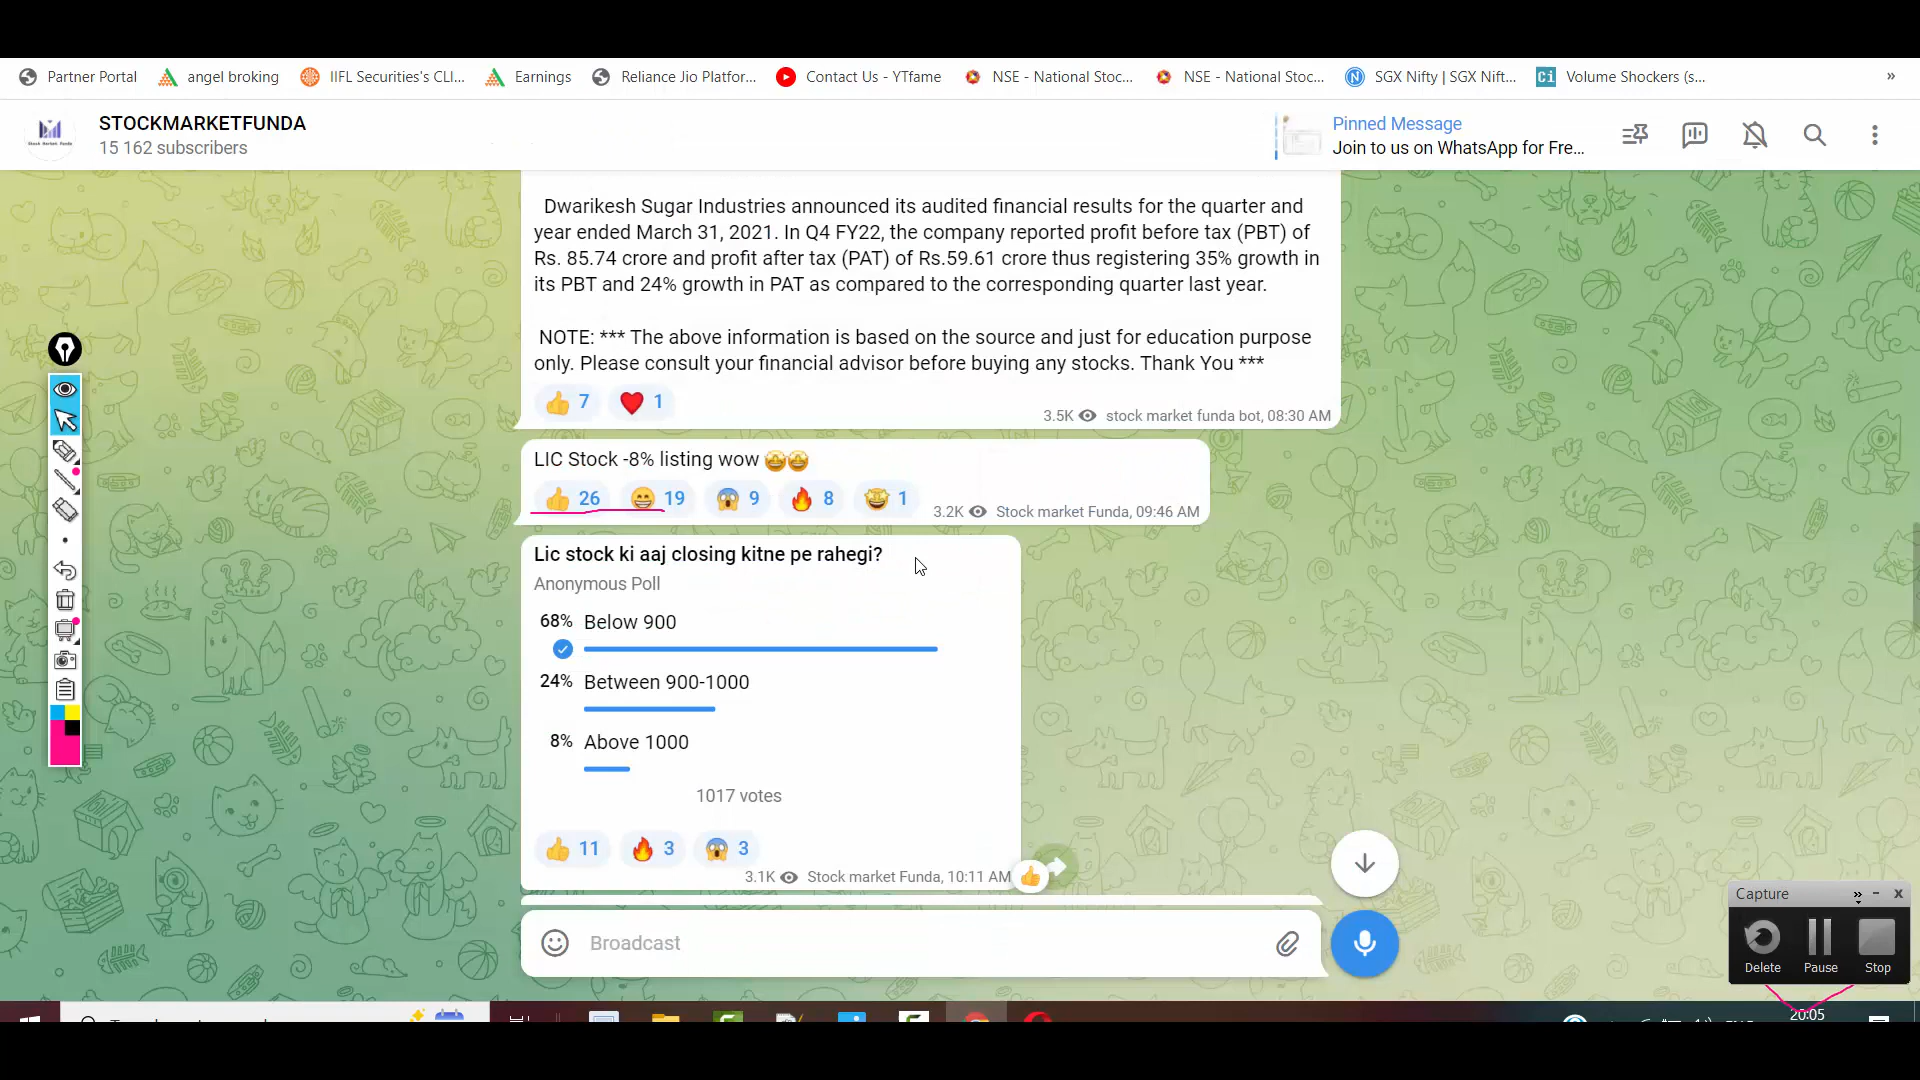 Partner Portal
angel broking
IIFL Securities's CLI...
Earnings
Reliance Jio Platfor...
Contact Us - YTfame
NSE - National Stoc...
NSE - National Stoc...
SGX Nifty | SGX Nift...
Ci
Volume Shockers (s...
»
STOCKMARKETFUNDA
15 162 subscribers
Pinned Message
Join to us on WhatsApp for Fre...
Dwarikesh Sugar Industries announced its audited financial results for the quarter and
year ended March 31, 2021. In Q4 FY22, the company reported profit before tax (PBT) of
Rs. 85.74 crore and profit after tax (PAT) of Rs.59.61 crore thus registering 35% growth in
its PBT and 24% growth in PAT as compared to the corresponding quarter last year.
NOTE: *** The above information is based on the source and just for education purpose
only. Please consult your financial advisor before buying any stocks. Thank You ***
👍 7 ❤️ 1
3.5K stock market funda bot, 08:30 AM
LIC Stock -8% listing wow 🤩🤩
👍 26 😁 19 😱 9 🔥 8 🤩 1
3.2K Stock market Funda, 09:46 AM
Lic stock ki aaj closing kitne pe rahegi?
Anonymous Poll
68% Below 900
24% Between 900-1000
8% Above 1000
1017 votes
👍 11 🔥 3 😱 3
3.1K Stock market Funda, 10:11 AM
Broadcast
Capture
Delete Pause Stop
20:05